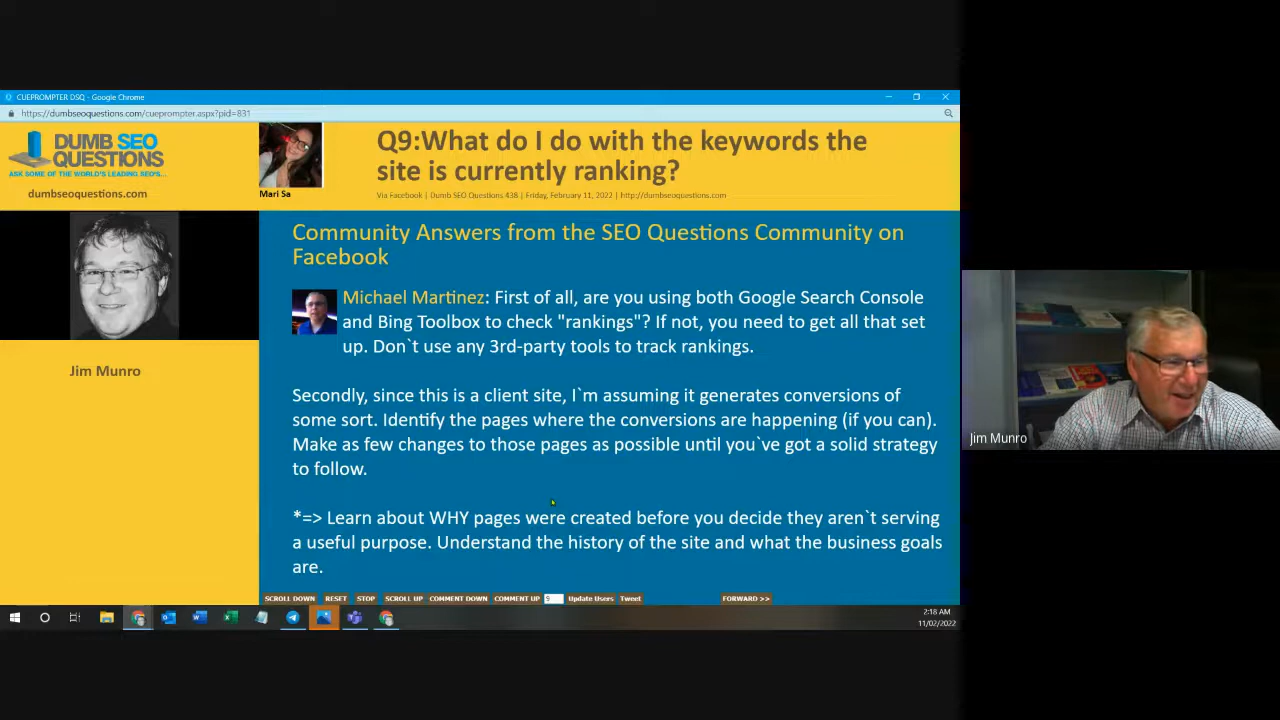 CUEPROMPTER DSQ - Google Chrome
https://dumbseoquestions.com/cueprompter.aspx?pid=831
DUMB SEO
QUESTIONS
ASK SOME OF THE WORLD'S LEADING SEO'S...
dumbseoquestions.com
Mari Sa
Q9:What do I do with the keywords the
site is currently ranking?
Via Facebook | Dumb SEO Questions 438 | Friday, February 11, 2022 | http://dumbseoquestions.com
Jim Munro
Community Answers from the SEO Questions Community on
Facebook
Michael Martinez: First of all, are you using both Google Search Console
and Bing Toolbox to check "rankings"? If not, you need to get all that set
up. Don`t use any 3rd-party tools to track rankings.
Secondly, since this is a client site, I`m assuming it generates conversions of
some sort. Identify the pages where the conversions are happening (if you can).
Make as few changes to those pages as possible until you`ve got a solid strategy
to follow.
*=> Learn about WHY pages were created before you decide they aren`t serving
a useful purpose. Understand the history of the site and what the business goals
are.
SCROLL DOWN RESET STOP SCROLL UP COMMENT DOWN COMMENT UP 9 Update Users Tweet FORWARD >>
2:18 AM
11/02/2022
Jim Munro